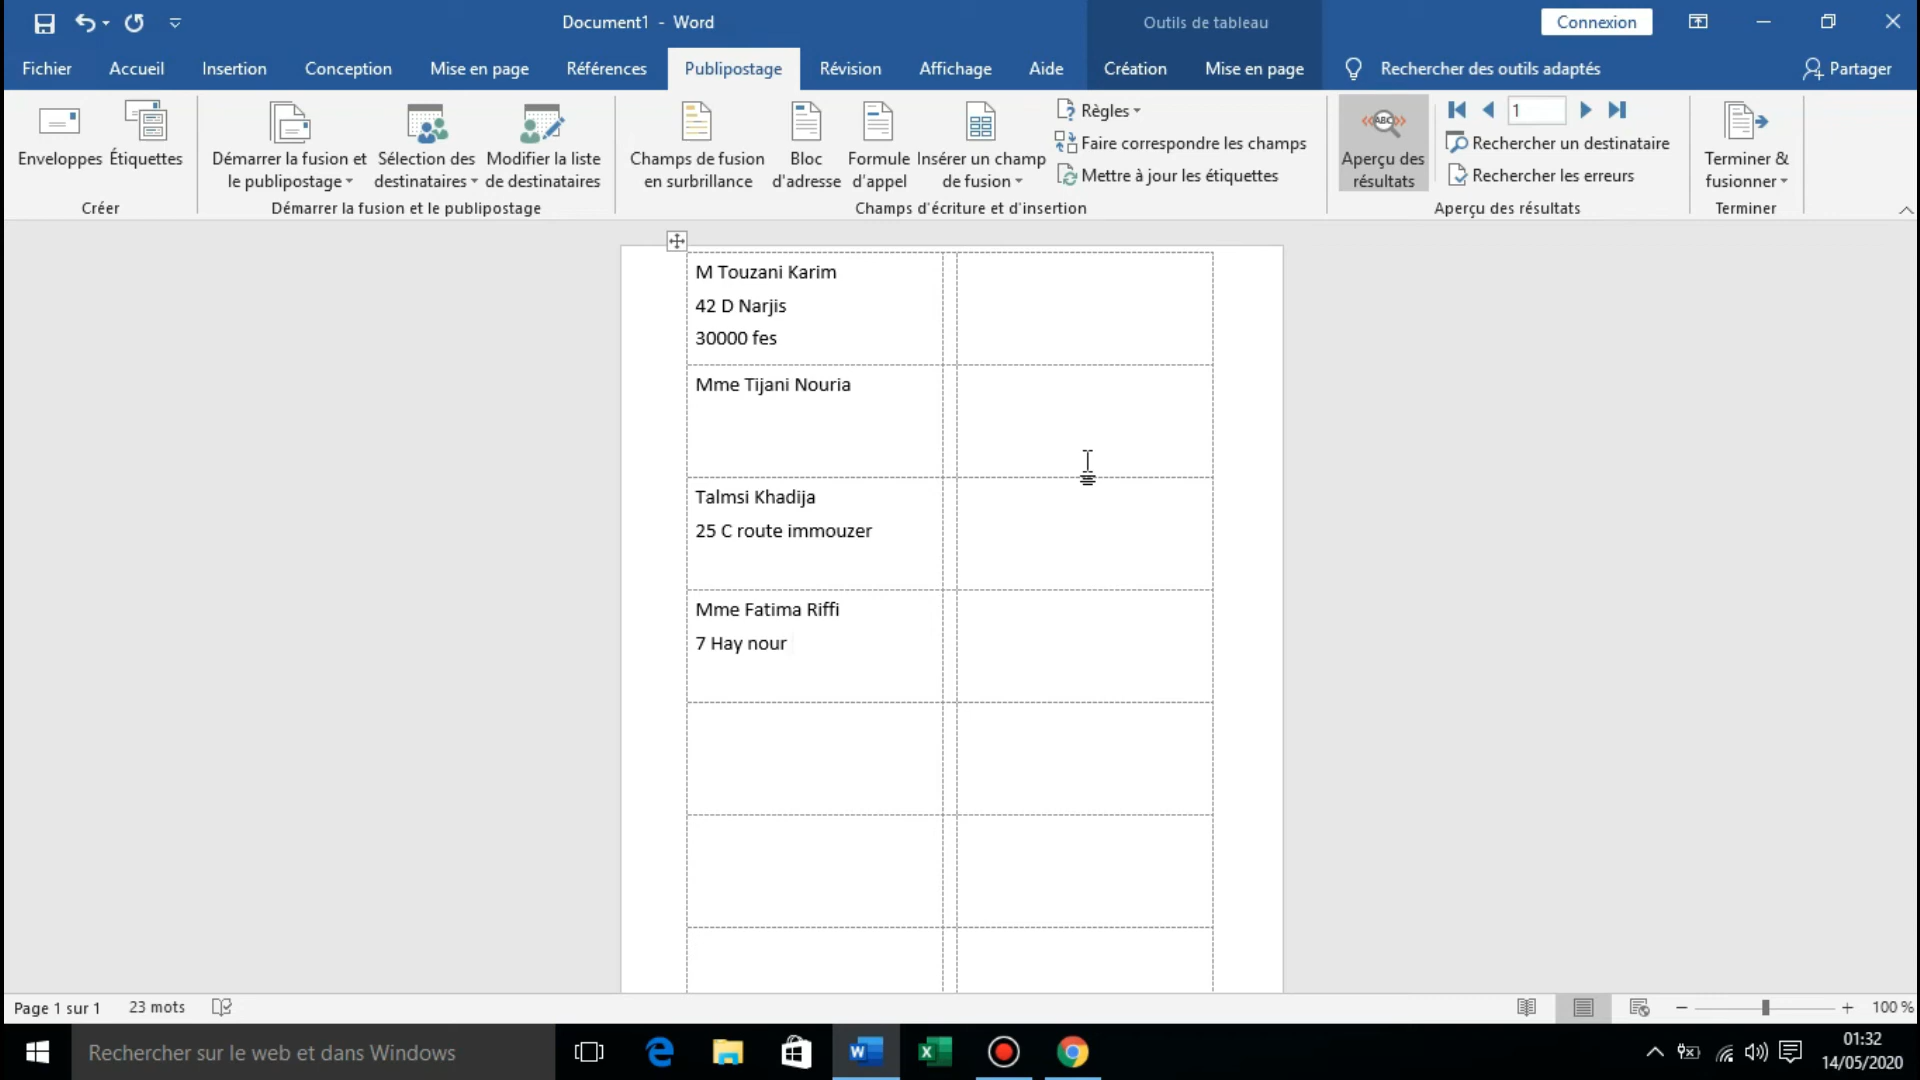 Document1 - Word
Outils de tableau
Connexion
Fichier
Accueil
Insertion
Conception
Mise en page
Références
Publipostage
Révision
Affichage
Aide
Création
Mise en page
Rechercher des outils adaptés
Partager
Enveloppes
Étiquettes
Créer
Démarrer la fusion et
le publipostage
Sélection des
destinataires
Modifier la liste
de destinataires
Démarrer la fusion et le publipostage
Champs de fusion
en surbrillance
Bloc
d'adresse
Formule
d'appel
Insérer un champ
de fusion
Règles
Faire correspondre les champs
Mettre à jour les étiquettes
Champs d'écriture et d'insertion
ABC
Aperçu des
résultats
1
Rechercher un destinataire
Rechercher les erreurs
Aperçu des résultats
Terminer &
fusionner
Terminer
M Touzani Karim
42 D Narjis
30000 fes
Mme Tijani Nouria
Talmsi Khadija
25 C route immouzer
Mme Fatima Riffi
7 Hay nour
Page 1 sur 1
23 mots
100 %
Rechercher sur le web et dans Windows
01:32
14/05/2020